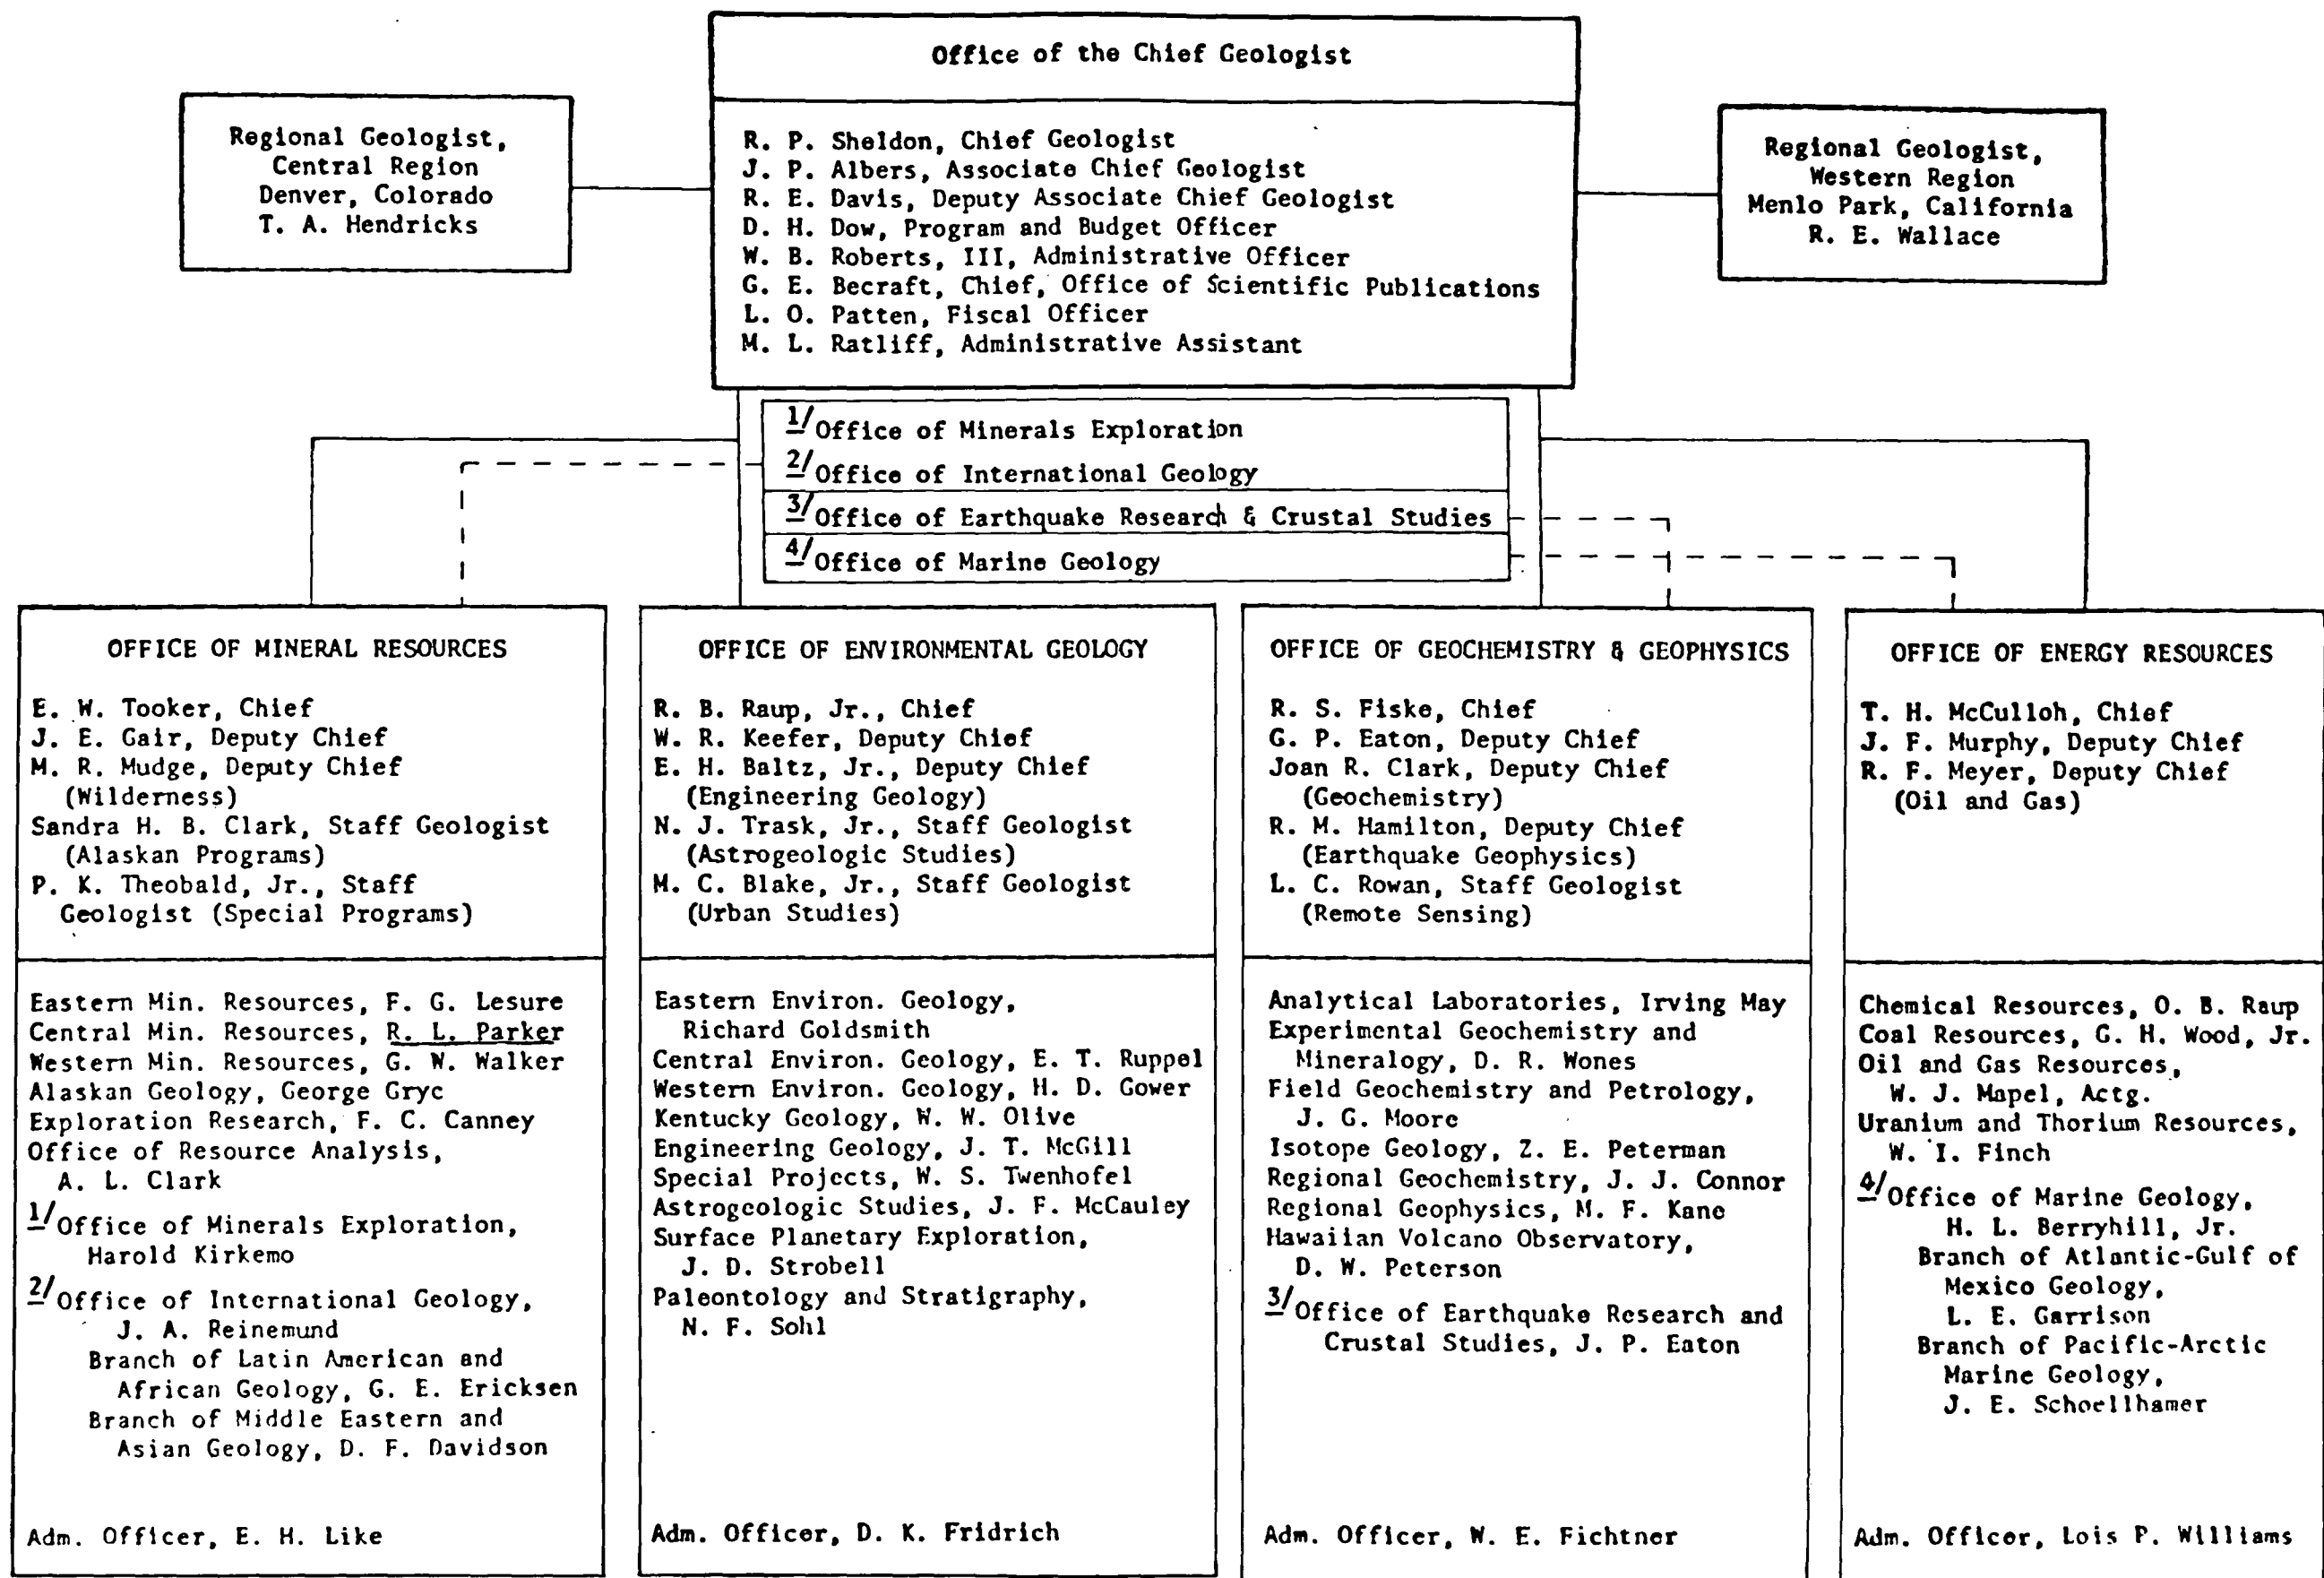 Office of the Chief Geologist
R. P. Sheldon, Chief Geologist
J. P. Albers, Associate Chief Geologist
R. E. Davis, Deputy Associate Chief Geologist
D. H. Dow, Program and Budget Officer
W. B. Roberts, III, Administrative Officer
G. E. Becraft, Chief, Office of Scientific Publications
L. O. Patten, Fiscal Officer
M. L. Ratliff, Administrative Assistant
Regional Geologist,
Central Region
Denver, Colorado
T. A. Hendricks
Regional Geologist,
Western Region
Menlo Park, California
R. E. Wallace
1/ Office of Minerals Exploration
2/ Office of International Geology
3/ Office of Earthquake Research & Crustal Studies
4/ Office of Marine Geology
OFFICE OF MINERAL RESOURCES
E. W. Tooker, Chief
J. E. Gair, Deputy Chief
M. R. Mudge, Deputy Chief
(Wilderness)
Sandra H. B. Clark, Staff Geologist
(Alaskan Programs)
P. K. Theobald, Jr., Staff
Geologist (Special Programs)
Eastern Min. Resources, F. G. Lesure
Central Min. Resources, R. L. Parker
Western Min. Resources, G. W. Walker
Alaskan Geology, George Gryc
Exploration Research, F. C. Canney
Office of Resource Analysis,
A. L. Clark
1/ Office of Minerals Exploration,
Harold Kirkemo
2/ Office of International Geology,
J. A. Reinemund
Branch of Latin American and
African Geology, G. E. Ericksen
Branch of Middle Eastern and
Asian Geology, D. F. Davidson
Adm. Officer, E. H. Like
OFFICE OF ENVIRONMENTAL GEOLOGY
R. B. Raup, Jr., Chief
W. R. Keefer, Deputy Chief
E. H. Baltz, Jr., Deputy Chief
(Engineering Geology)
N. J. Trask, Jr., Staff Geologist
(Astrogeologic Studies)
M. C. Blake, Jr., Staff Geologist
(Urban Studies)
Eastern Environ. Geology,
Richard Goldsmith
Central Environ. Geology, E. T. Ruppel
Western Environ. Geology, H. D. Gower
Kentucky Geology, W. W. Olive
Engineering Geology, J. T. McGill
Special Projects, W. S. Twenhofel
Astrogeologic Studies, J. F. McCauley
Surface Planetary Exploration,
J. D. Strobell
Paleontology and Stratigraphy,
N. F. Sohl
Adm. Officer, D. K. Fridrich
OFFICE OF GEOCHEMISTRY & GEOPHYSICS
R. S. Fiske, Chief
G. P. Eaton, Deputy Chief
Joan R. Clark, Deputy Chief
(Geochemistry)
R. M. Hamilton, Deputy Chief
(Earthquake Geophysics)
L. C. Rowan, Staff Geologist
(Remote Sensing)
Analytical Laboratories, Irving May
Experimental Geochemistry and
Mineralogy, D. R. Wones
Field Geochemistry and Petrology,
J. G. Moore
Isotope Geology, Z. E. Peterman
Regional Geochemistry, J. J. Connor
Regional Geophysics, M. F. Kane
Hawaiian Volcano Observatory,
D. W. Peterson
3/ Office of Earthquake Research and
Crustal Studies, J. P. Eaton
Adm. Officer, W. E. Fichtner
OFFICE OF ENERGY RESOURCES
T. H. McCulloh, Chief
J. F. Murphy, Deputy Chief
R. F. Meyer, Deputy Chief
(Oil and Gas)
Chemical Resources, O. B. Raup
Coal Resources, G. H. Wood, Jr.
Oil and Gas Resources,
W. J. Mapel, Actg.
Uranium and Thorium Resources,
W. I. Finch
4/ Office of Marine Geology,
H. L. Berryhill, Jr.
Branch of Atlantic-Gulf of
Mexico Geology,
L. E. Garrison
Branch of Pacific-Arctic
Marine Geology,
J. E. Schoellhamer
Adm. Officer, Lois P. Williams